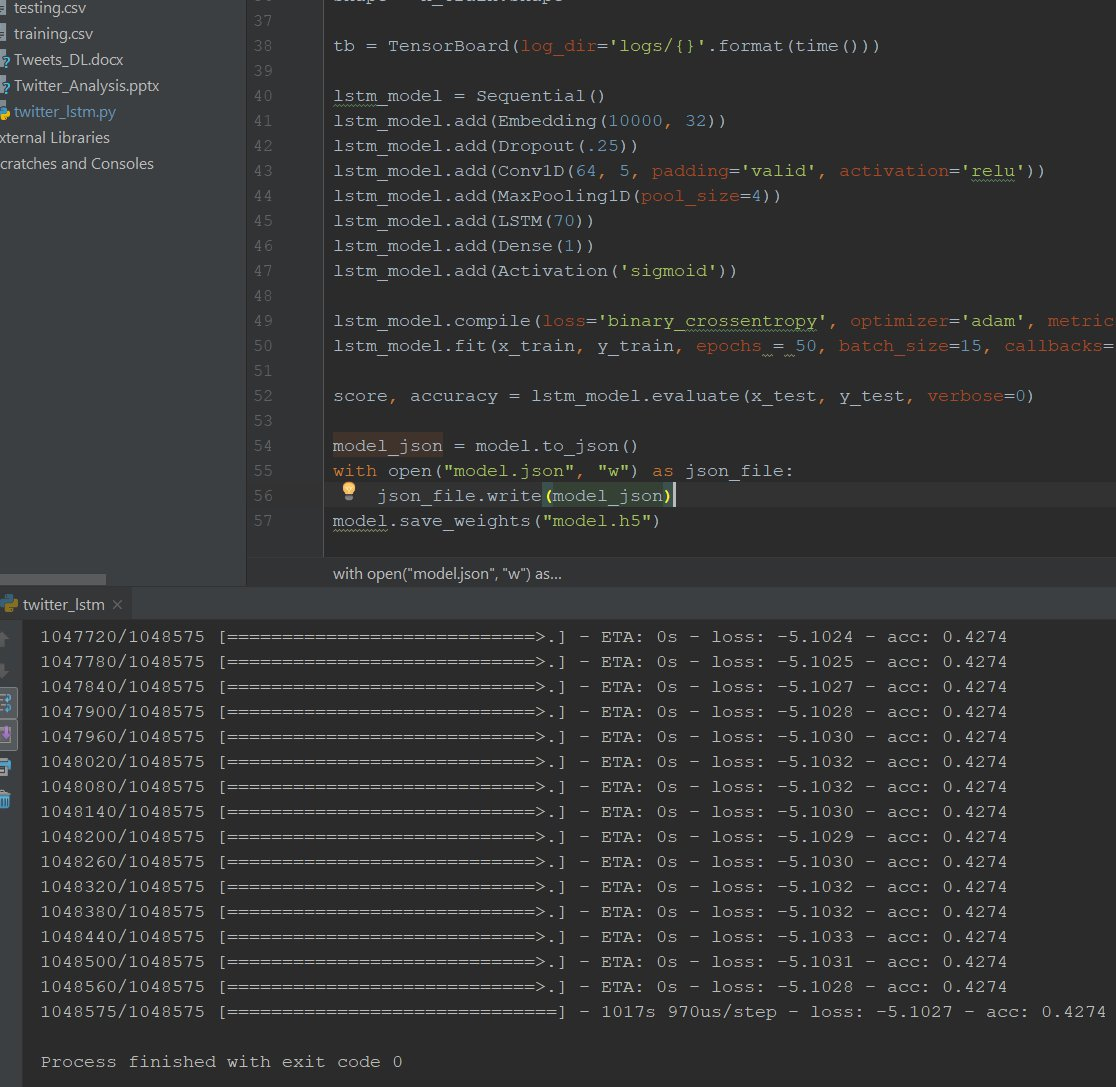 testing.csv
training.csv
Tweets_DL.docx
Twitter_Analysis.pptx
twitter_lstm.py
xternal Libraries
cratches and Consoles
37
38 tb = TensorBoard(log_dir='logs/{}'.format(time()))
39
40 lstm_model = Sequential()
41 lstm_model.add(Embedding(10000, 32))
42 lstm_model.add(Dropout(.25))
43 lstm_model.add(Conv1D(64, 5, padding='valid', activation='relu'))
44 lstm_model.add(MaxPooling1D(pool_size=4))
45 lstm_model.add(LSTM(70))
46 lstm_model.add(Dense(1))
47 lstm_model.add(Activation('sigmoid'))
48
49 lstm_model.compile(loss='binary_crossentropy', optimizer='adam', metric
50 lstm_model.fit(x_train, y_train, epochs = 50, batch_size=15, callbacks=
51
52 score, accuracy = lstm_model.evaluate(x_test, y_test, verbose=0)
53
54 model_json = model.to_json()
55 with open("model.json", "w") as json_file:
56 json_file.write(model_json)
57 model.save_weights("model.h5")
with open("model.json", "w") as...
twitter_lstm
1047720/1048575 [============================>.] - ETA: 0s - loss: -5.1024 - acc: 0.4274
1047780/1048575 [============================>.] - ETA: 0s - loss: -5.1025 - acc: 0.4274
1047840/1048575 [============================>.] - ETA: 0s - loss: -5.1027 - acc: 0.4274
1047900/1048575 [============================>.] - ETA: 0s - loss: -5.1028 - acc: 0.4274
1047960/1048575 [============================>.] - ETA: 0s - loss: -5.1030 - acc: 0.4274
1048020/1048575 [============================>.] - ETA: 0s - loss: -5.1032 - acc: 0.4274
1048080/1048575 [============================>.] - ETA: 0s - loss: -5.1032 - acc: 0.4274
1048140/1048575 [============================>.] - ETA: 0s - loss: -5.1030 - acc: 0.4274
1048200/1048575 [============================>.] - ETA: 0s - loss: -5.1029 - acc: 0.4274
1048260/1048575 [============================>.] - ETA: 0s - loss: -5.1030 - acc: 0.4274
1048320/1048575 [============================>.] - ETA: 0s - loss: -5.1032 - acc: 0.4274
1048380/1048575 [============================>.] - ETA: 0s - loss: -5.1032 - acc: 0.4274
1048440/1048575 [============================>.] - ETA: 0s - loss: -5.1033 - acc: 0.4274
1048500/1048575 [============================>.] - ETA: 0s - loss: -5.1031 - acc: 0.4274
1048560/1048575 [============================>.] - ETA: 0s - loss: -5.1028 - acc: 0.4274
1048575/1048575 [==============================] - 1017s 970us/step - loss: -5.1027 - acc: 0.4274
Process finished with exit code 0